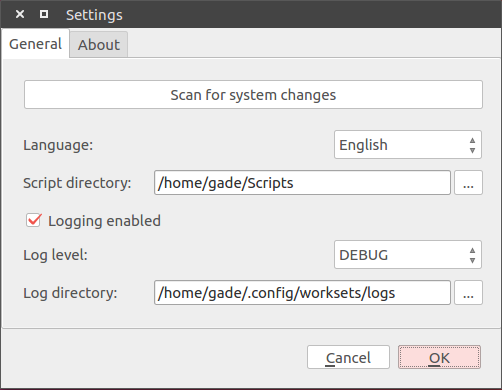 Settings
General About
Scan for system changes
Language: English
Script directory: /home/gade/Scripts ...
Logging enabled
Log level: DEBUG
Log directory: /home/gade/.config/worksets/logs ...
Cancel OK